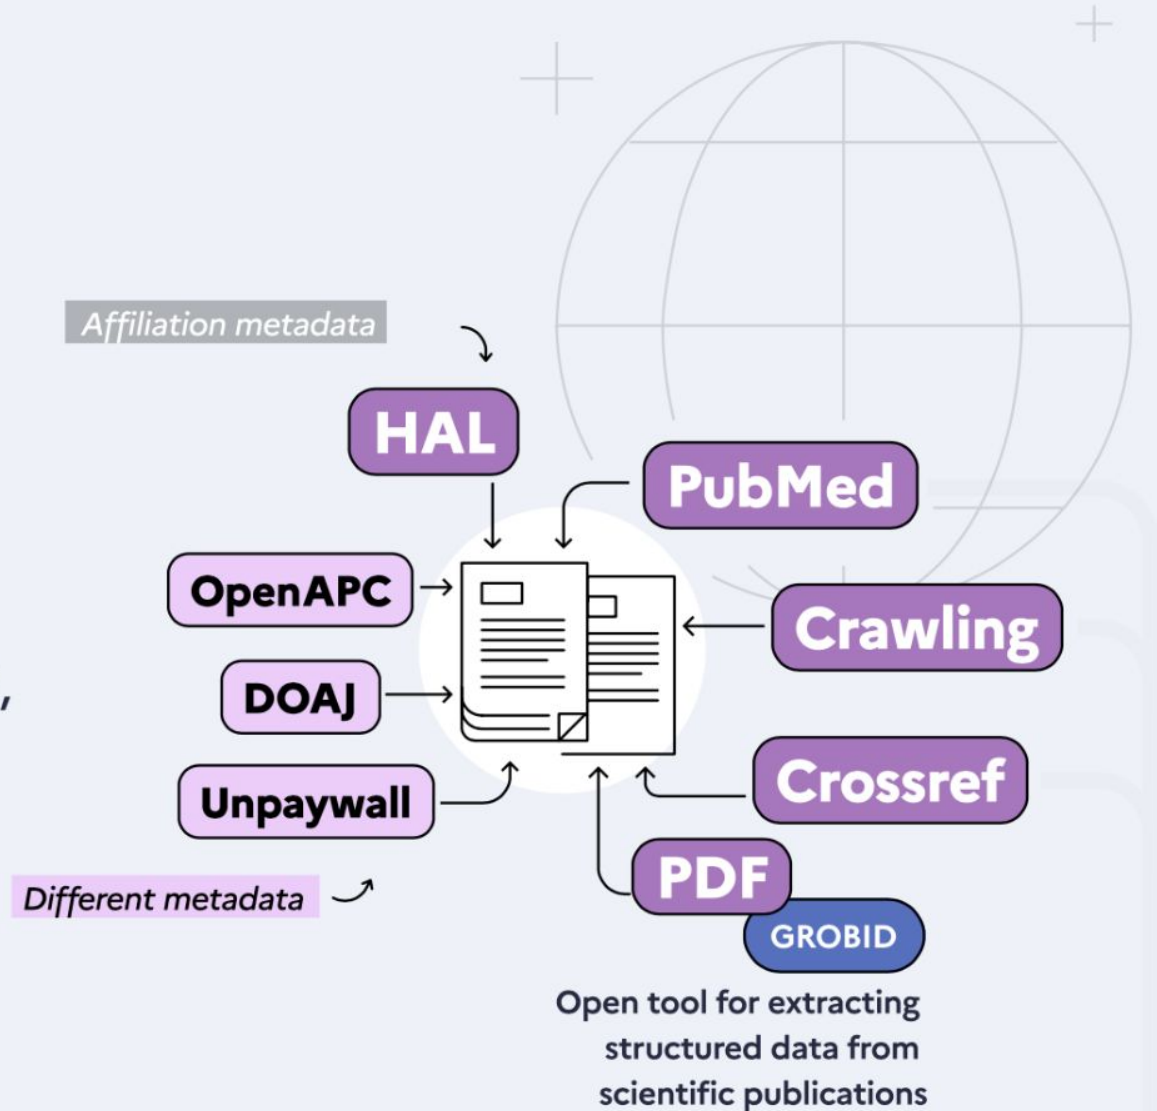 Affiliation metadata
HAL
PubMed
OpenAPC
Crawling
DOAJ
,
Unpaywall
Crossref
PDF
Different metadata
GROBID
Open tool for extracting
structured data from
scientific publications